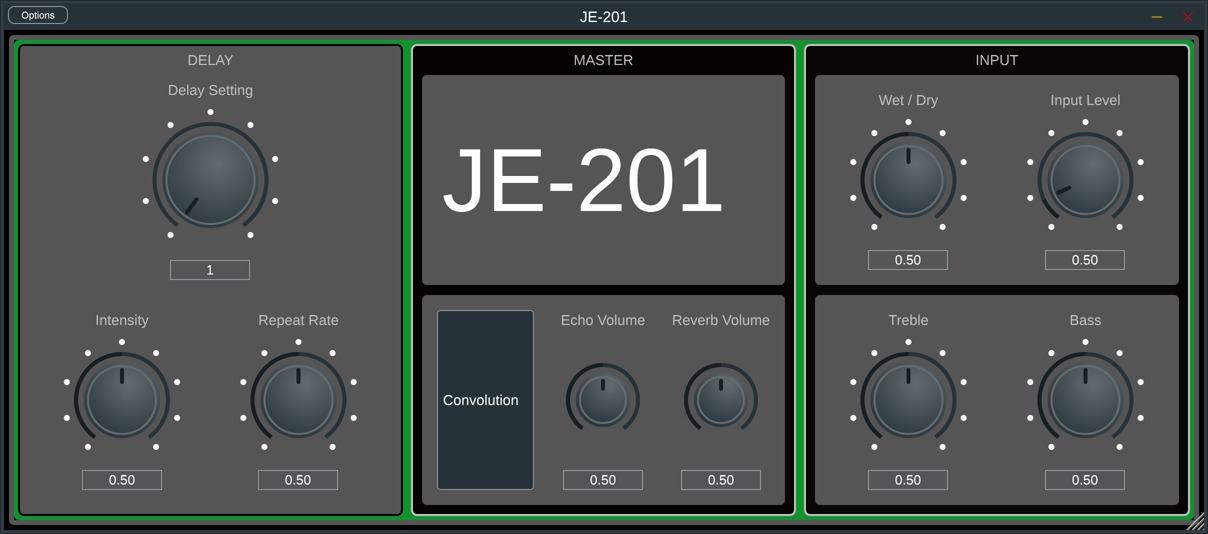 Options
JE-201
DELAY
Delay Setting
1
Intensity
Repeat Rate
0.50
0.50
MASTER
JE-201
Convolution
Echo Volume
Reverb Volume
0.50
0.50
INPUT
Wet / Dry
Input Level
0.50
0.50
Treble
Bass
0.50
0.50